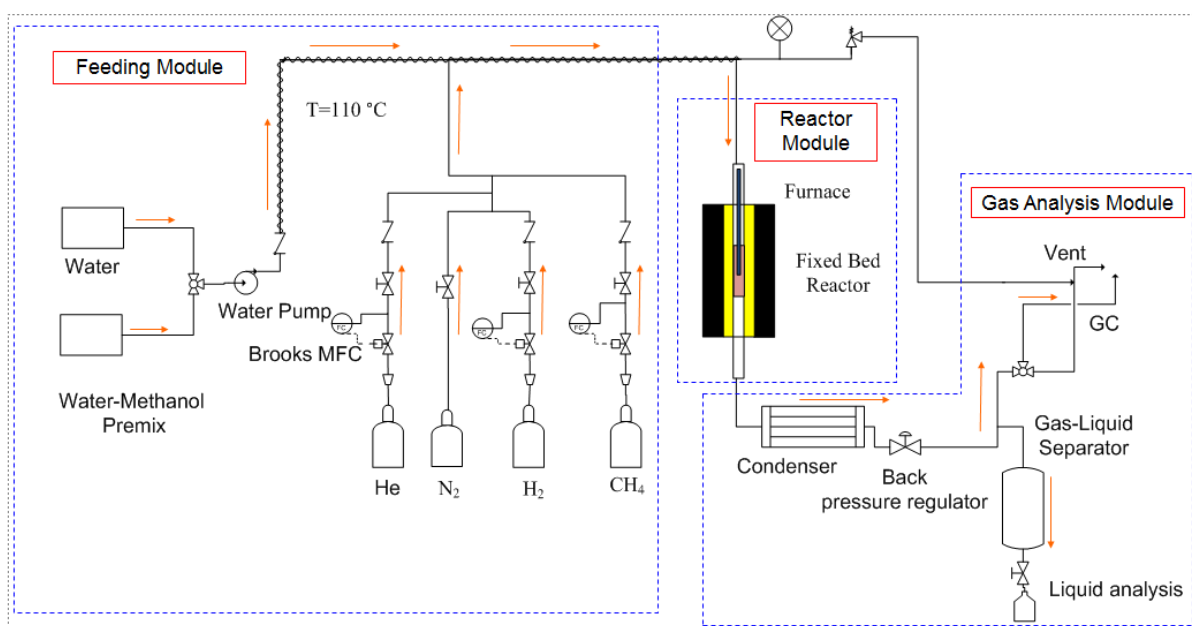 Feeding Module
T=110 °C
Water
Water Pump
Brooks MFC
Water-Methanol
Premix
FC
FC
FC
He
N₂
H₂
CH₄
Reactor
Module
Furnace
Fixed Bed
Reactor
Gas Analysis Module
Vent
GC
Condenser
Back
pressure regulator
Gas-Liquid
Separator
Liquid analysis